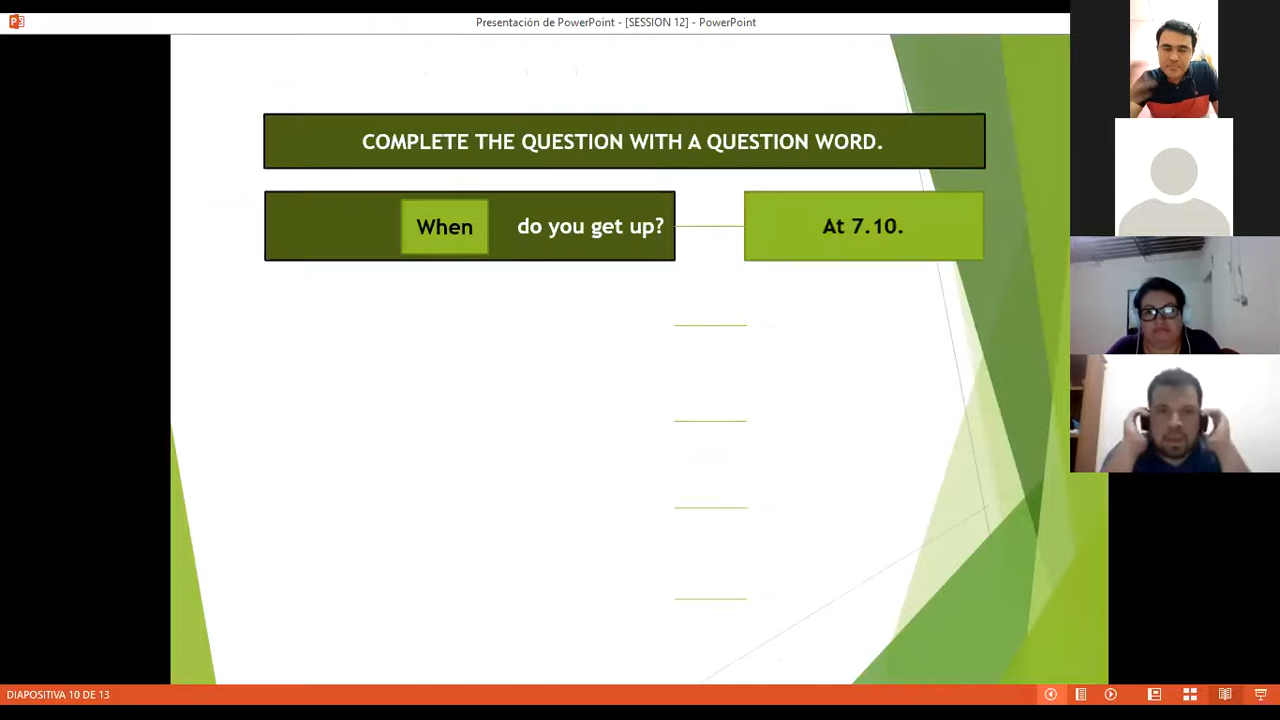 Presentación de PowerPoint - [SESSION 12] - PowerPoint
COMPLETE THE QUESTION WITH A QUESTION WORD.
When do you get up?
At 7.10.
DIAPOSITIVA 10 DE 13